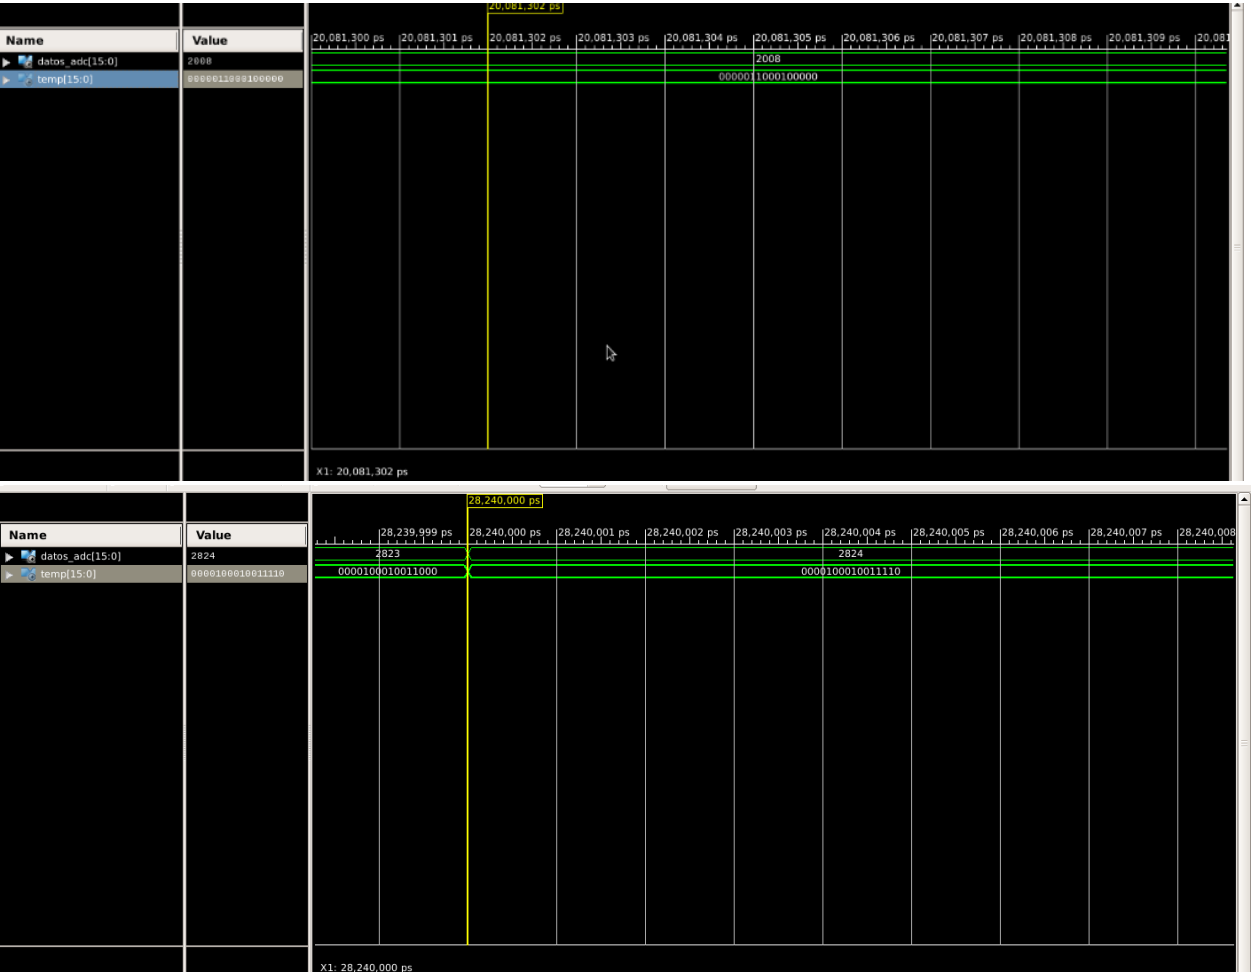 20,081,302 ps
Name Value 20,081,300 ps 20,081,301 ps 20,081,302 ps 20,081,303 ps 20,081,304 ps 20,081,305 ps 20,081,306 ps 20,081,307 ps 20,081,308 ps 20,081,309 ps 20,081
datos_adc[15:0] 2008 2008
temp[15:0] 0000011000100000 0000011000100000
X1: 20,081,302 ps
28,240,000 ps
Name Value 28,239,999 ps 28,240,000 ps 28,240,001 ps 28,240,002 ps 28,240,003 ps 28,240,004 ps 28,240,005 ps 28,240,006 ps 28,240,007 ps 28,240,008
datos_adc[15:0] 2824 2823 2824
temp[15:0] 0000100010011110 0000100010011000 0000100010011110
X1: 28,240,000 ps